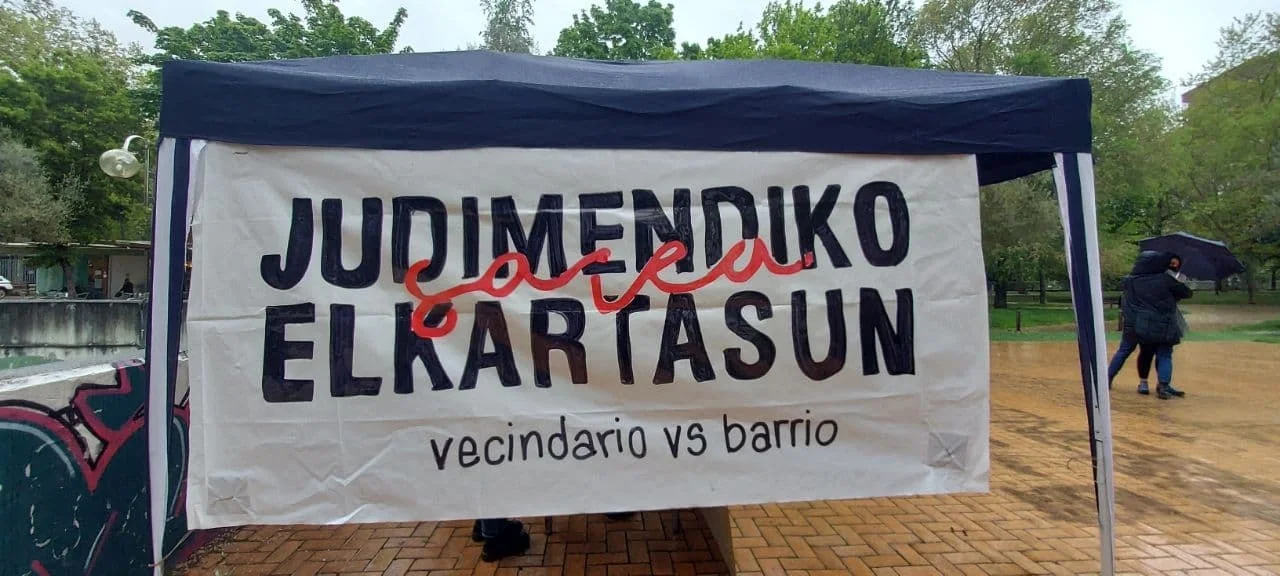 JUDIMENDIKO
sarea
ELKARTASUN
vecindario vs barrio